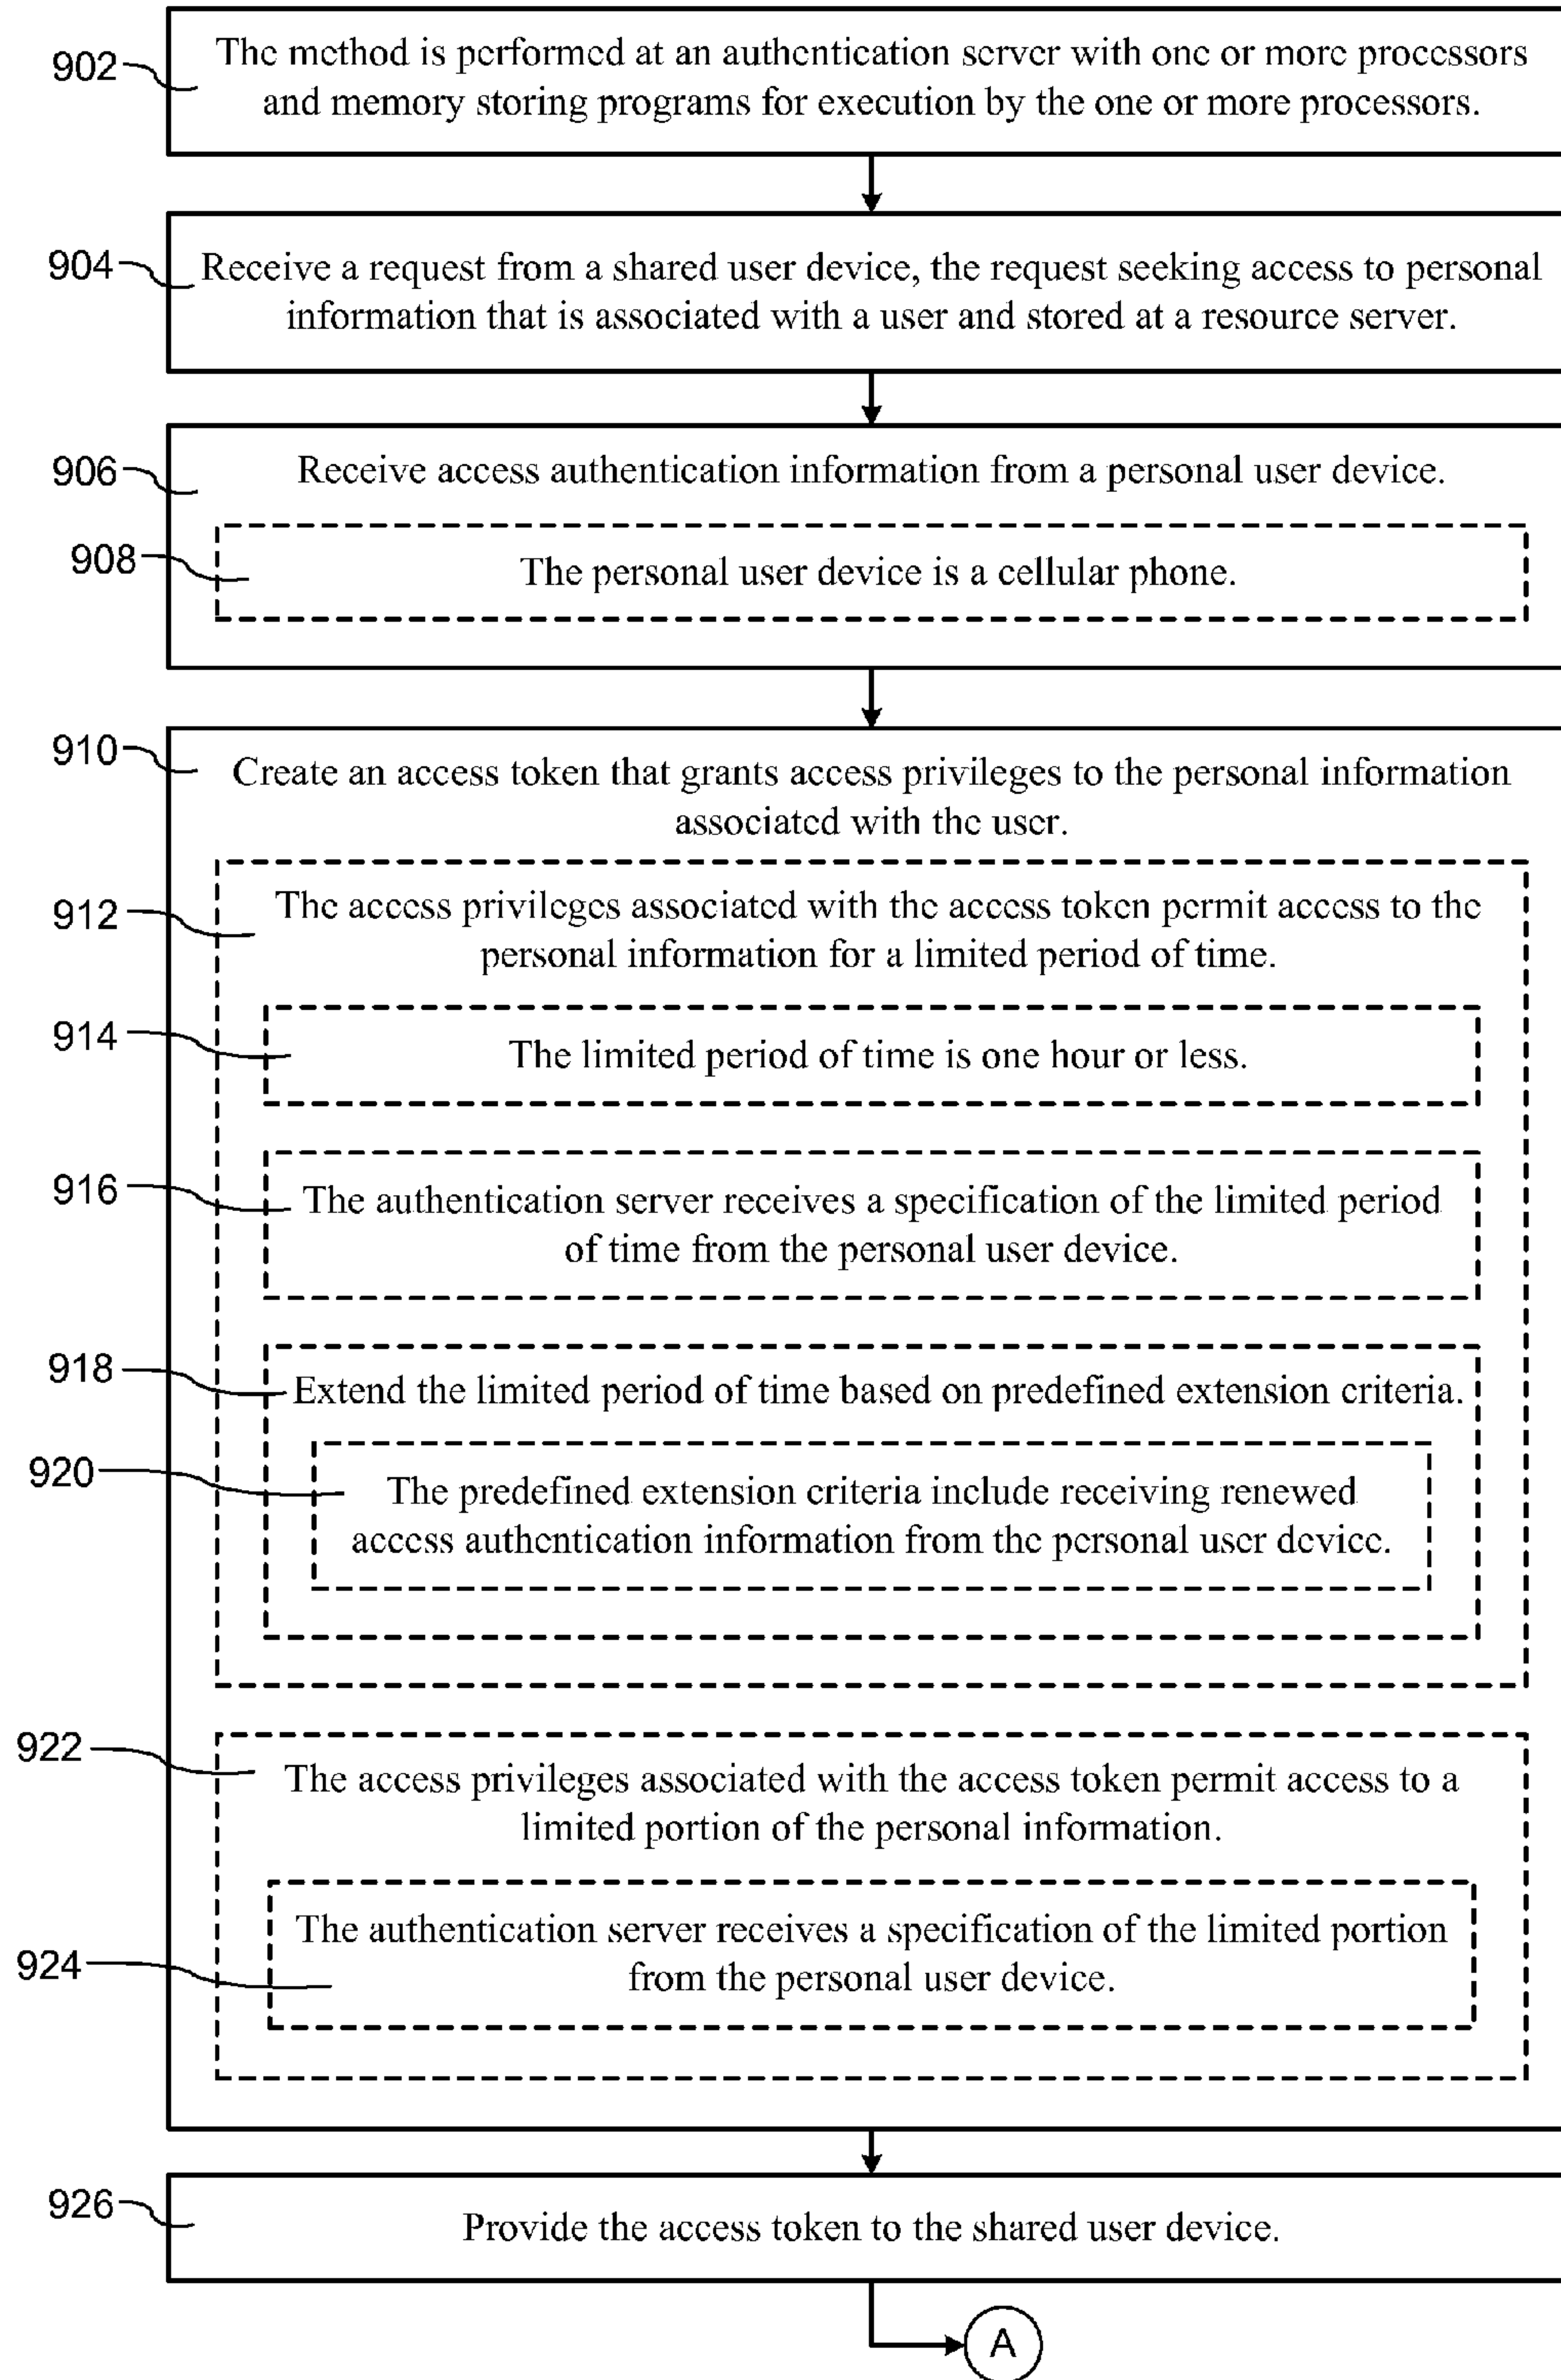 902
The method is performed at an authentication server with one or more processors
and memory storing programs for execution by the one or more processors.
904
Receive a request from a shared user device, the request seeking access to personal
information that is associated with a user and stored at a resource server.
906
Receive access authentication information from a personal user device.
908
The personal user device is a cellular phone.
910
Create an access token that grants access privileges to the personal information
associated with the user.
912
The access privileges associated with the access token permit access to the
personal information for a limited period of time.
914
The limited period of time is one hour or less.
916
The authentication server receives a specification of the limited period
of time from the personal user device.
918
Extend the limited period of time based on predefined extension criteria.
920
The predefined extension criteria include receiving renewed
access authentication information from the personal user device.
922
The access privileges associated with the access token permit access to a
limited portion of the personal information.
924
The authentication server receives a specification of the limited portion
from the personal user device.
926
Provide the access token to the shared user device.
A